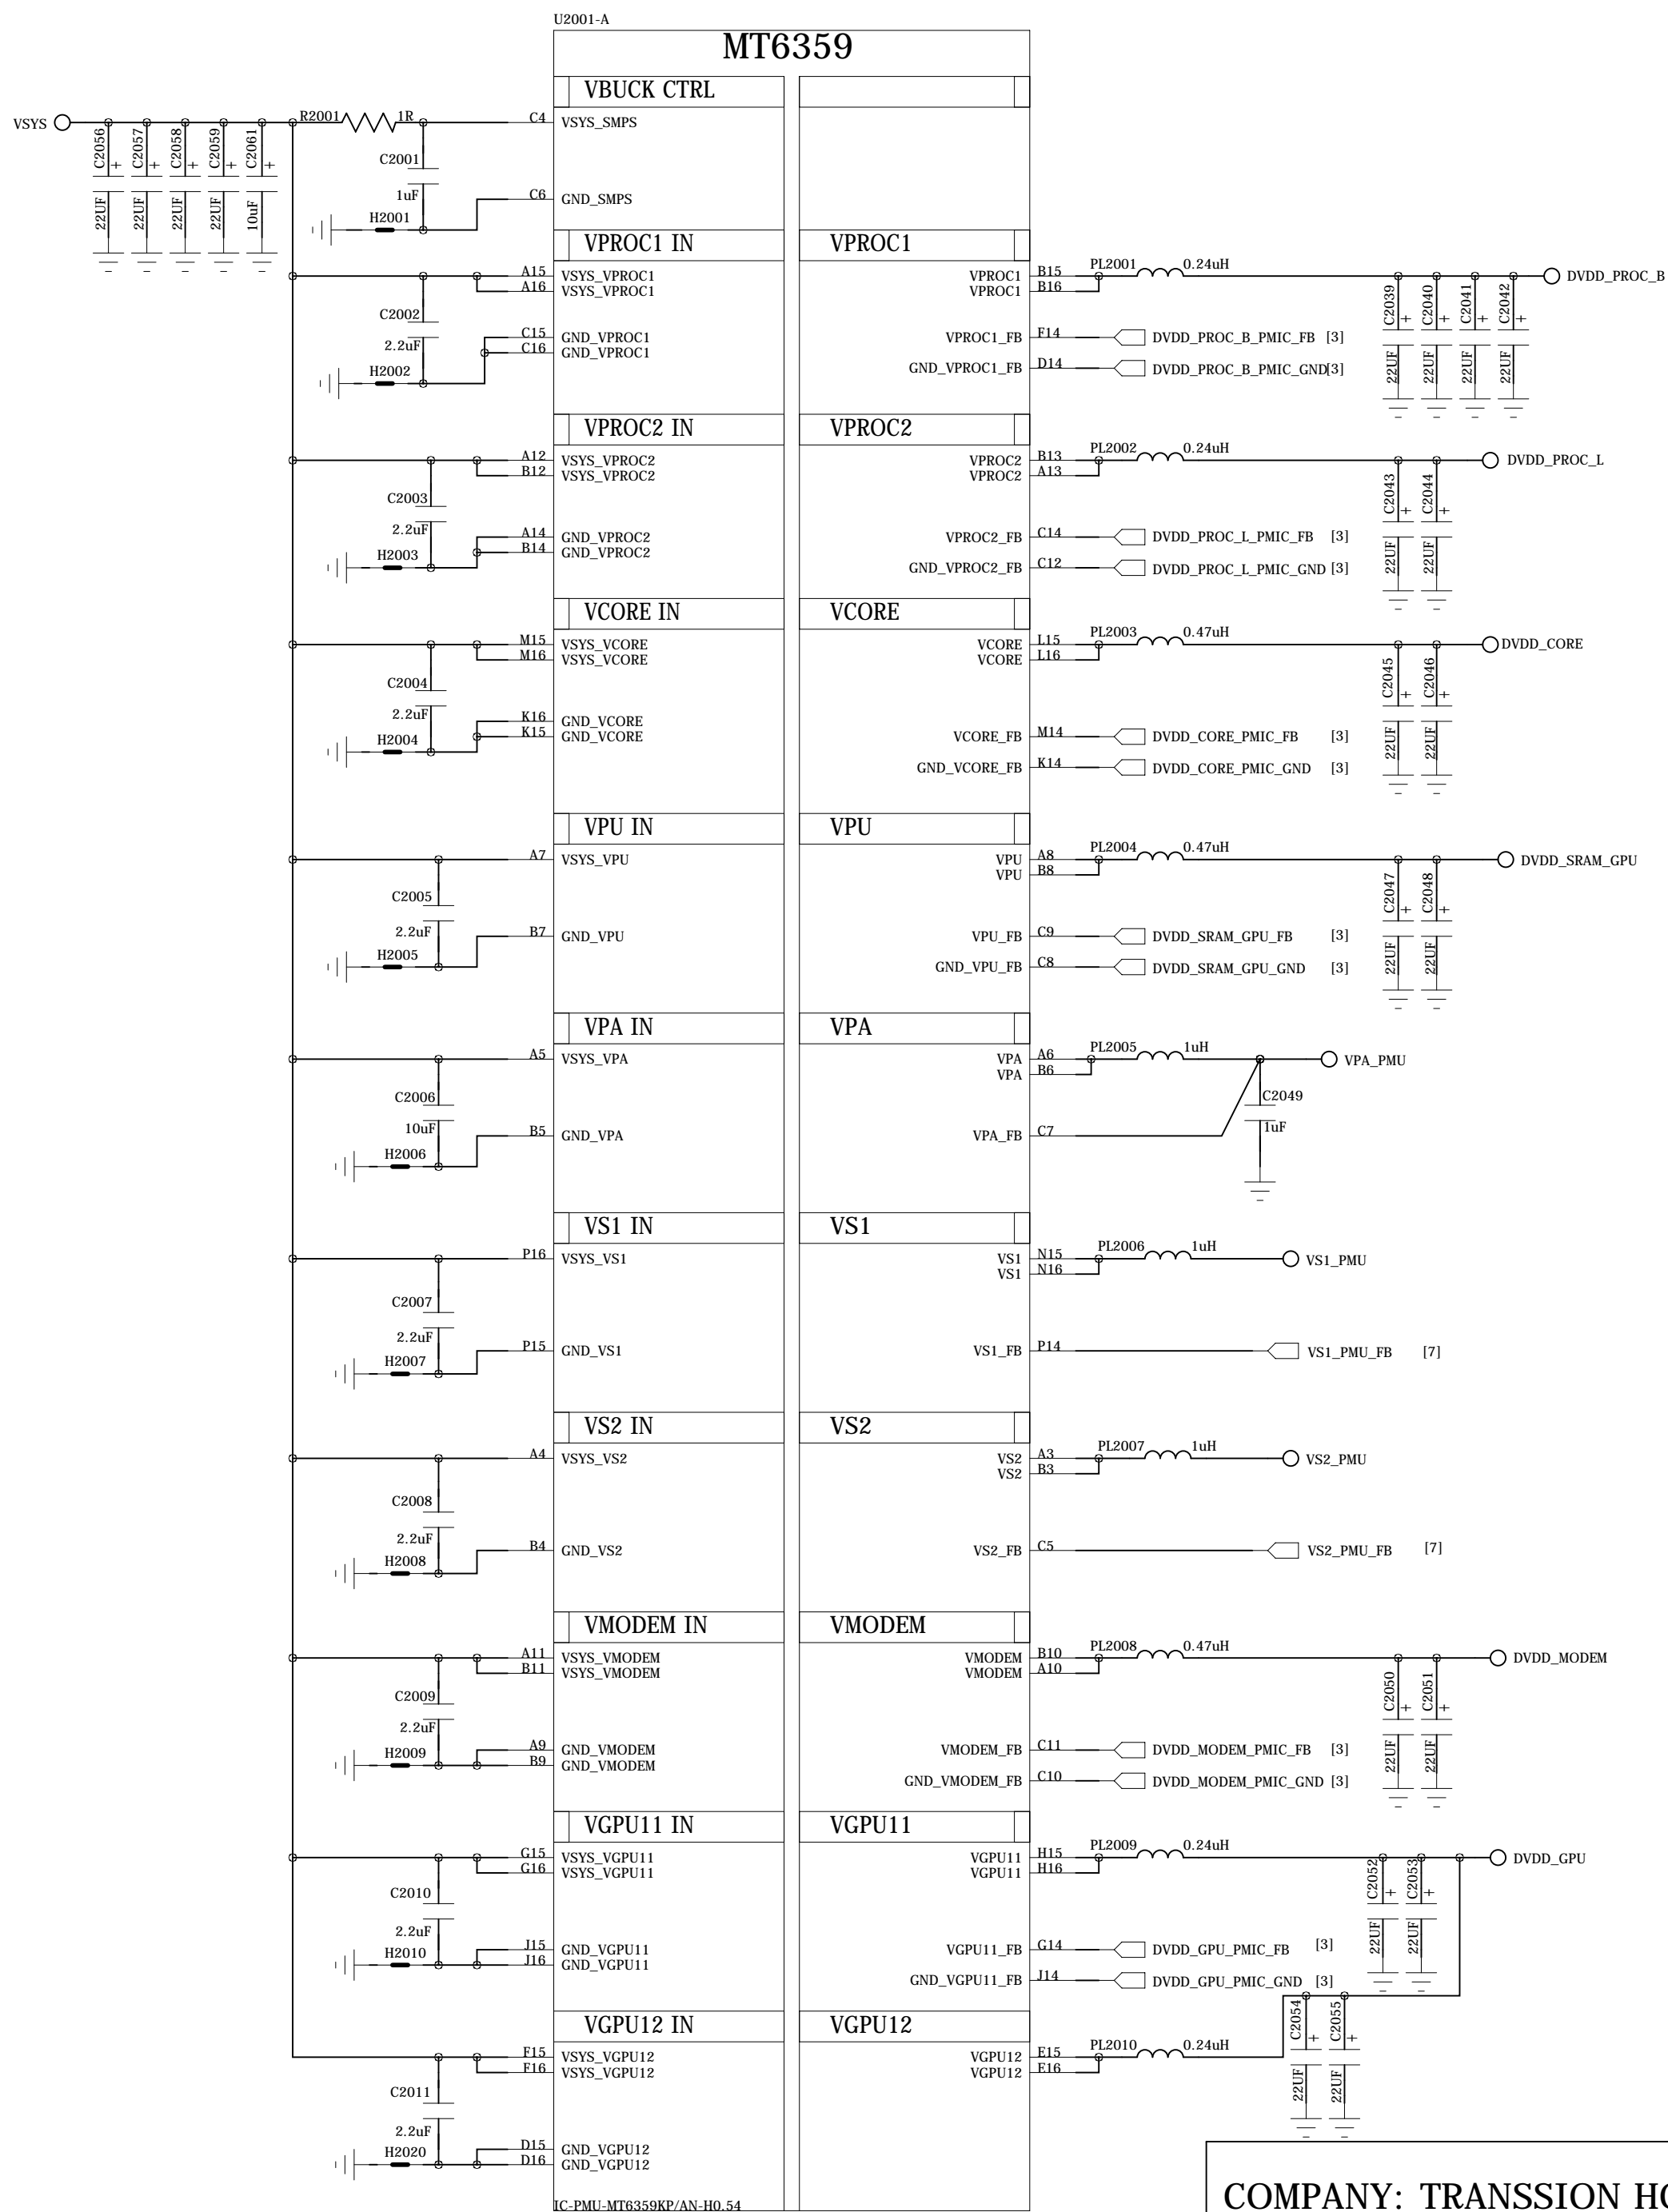 U2001-A
MT6359
VBUCK CTRL
VSYS
C2056
22UF
C2057
22UF
C2058
22UF
C2059
22UF
C2061
10uF
R2001 1R
C4 VSYS_SMPS
C2001
1uF
C6 GND_SMPS
H2001
VPROC1 IN
VPROC1
A15 VSYS_VPROC1
A16 VSYS_VPROC1
C2002
2.2uF
C15 GND_VPROC1
C16 GND_VPROC1
H2002
VPROC1 B15
VPROC1 B16
PL2001 0.24uH
DVDD_PROC_B
C2039
22UF
C2040
22UF
C2041
22UF
C2042
22UF
VPROC1_FB F14 DVDD_PROC_B_PMIC_FB [3]
GND_VPROC1_FB D14 DVDD_PROC_B_PMIC_GND[3]
VPROC2 IN
VPROC2
A12 VSYS_VPROC2
B12 VSYS_VPROC2
C2003
2.2uF
A14 GND_VPROC2
B14 GND_VPROC2
H2003
VPROC2 B13
VPROC2 A13
PL2002 0.24uH
DVDD_PROC_L
C2043
22UF
C2044
22UF
VPROC2_FB C14 DVDD_PROC_L_PMIC_FB [3]
GND_VPROC2_FB C12 DVDD_PROC_L_PMIC_GND [3]
VCORE IN
VCORE
M15 VSYS_VCORE
M16 VSYS_VCORE
C2004
2.2uF
K16 GND_VCORE
K15 GND_VCORE
H2004
VCORE L15
VCORE L16
PL2003 0.47uH
DVDD_CORE
C2045
22UF
C2046
22UF
VCORE_FB M14 DVDD_CORE_PMIC_FB [3]
GND_VCORE_FB K14 DVDD_CORE_PMIC_GND [3]
VPU IN
VPU
A7 VSYS_VPU
C2005
2.2uF
B7 GND_VPU
H2005
VPU A8
VPU B8
PL2004 0.47uH
DVDD_SRAM_GPU
C2047
22UF
C2048
22UF
VPU_FB C9 DVDD_SRAM_GPU_FB [3]
GND_VPU_FB C8 DVDD_SRAM_GPU_GND [3]
VPA IN
VPA
A5 VSYS_VPA
C2006
10uF
B5 GND_VPA
H2006
VPA A6
VPA B6
PL2005 1uH
VPA_PMU
C2049
1uF
VPA_FB C7
VS1 IN
VS1
P16 VSYS_VS1
C2007
2.2uF
P15 GND_VS1
H2007
VS1 N15
VS1 N16
PL2006 1uH
VS1_PMU
VS1_FB P14 VS1_PMU_FB [7]
VS2 IN
VS2
A4 VSYS_VS2
C2008
2.2uF
B4 GND_VS2
H2008
VS2 A3
VS2 B3
PL2007 1uH
VS2_PMU
VS2_FB C5 VS2_PMU_FB [7]
VMODEM IN
VMODEM
A11 VSYS_VMODEM
B11 VSYS_VMODEM
C2009
2.2uF
A9 GND_VMODEM
B9 GND_VMODEM
H2009
VMODEM B10
VMODEM A10
PL2008 0.47uH
DVDD_MODEM
C2050
22UF
C2051
22UF
VMODEM_FB C11 DVDD_MODEM_PMIC_FB [3]
GND_VMODEM_FB C10 DVDD_MODEM_PMIC_GND [3]
VGPU11 IN
VGPU11
G15 VSYS_VGPU11
G16 VSYS_VGPU11
C2010
2.2uF
J15 GND_VGPU11
J16 GND_VGPU11
H2010
VGPU11 H15
VGPU11 H16
PL2009 0.24uH
DVDD_GPU
C2052
22UF
C2053
22UF
VGPU11_FB G14 DVDD_GPU_PMIC_FB [3]
GND_VGPU11_FB J14 DVDD_GPU_PMIC_GND [3]
VGPU12 IN
VGPU12
F15 VSYS_VGPU12
F16 VSYS_VGPU12
C2011
2.2uF
D15 GND_VGPU12
D16 GND_VGPU12
H2020
VGPU12 E15
VGPU12 E16
PL2010 0.24uH
C2054
22UF
C2055
22UF
IC-PMU-MT6359KP/AN-H0.54
COMPANY: TRANSSION